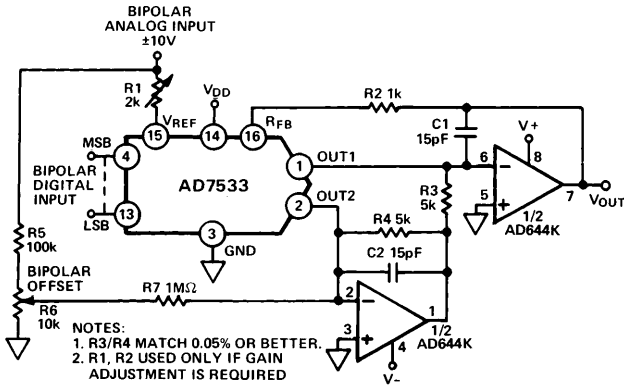 BIPOLAR
ANALOG INPUT
±10V
R1
2k
VDD
R2 1k
VREF
RFB
C1
15pF
V+
15
14
16
8
MSB
4
1
OUT1
6
BIPOLAR
DIGITAL
INPUT
AD7533
2
OUT2
R3
5k
5
7
VOUT
LSB
13
R4 5k
1/2
AD644K
3
GND
R5
100k
C2 15pF
BIPOLAR
OFFSET
R7 1MΩ
2
1
R6
10k
1/2
AD644K
3
4
V-
NOTES:
1. R3/R4 MATCH 0.05% OR BETTER.
2. R1, R2 USED ONLY IF GAIN
ADJUSTMENT IS REQUIRED